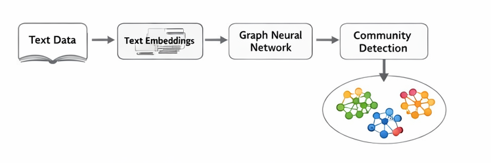 Text Data
Text Embeddings
Graph Neural
Network
Community
Detection